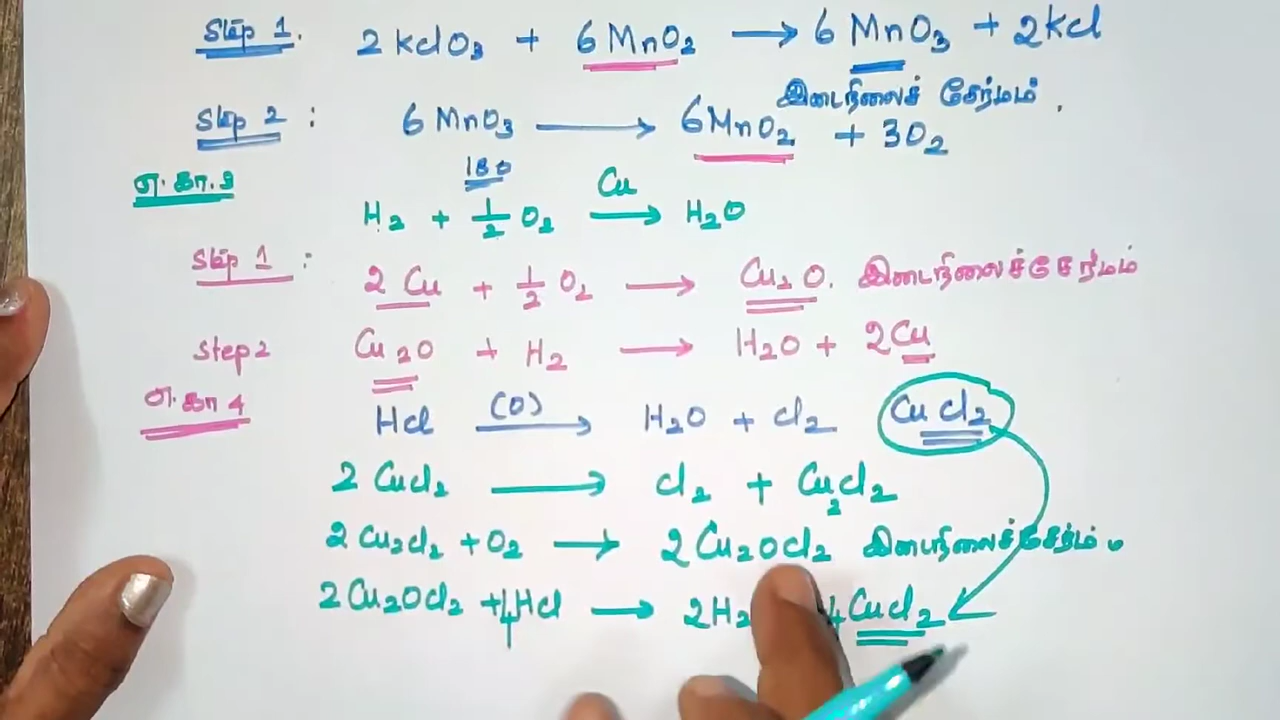 Step 1. 2KClO₃ + 6MnO₂ → 6MnO₃ + 2KCl
இடைநிலைச் சேர்மம்.
Step 2: 6MnO₃ → 6MnO₂ + 3O₂
எ.கா.3 180
H₂ + 1/2 O₂ Cu → H₂O
Step 1: 2Cu + 1/2 O₂ → Cu₂O. இடைநிலைச்சேர்மம்
Step 2 Cu₂O + H₂ → H₂O + 2Cu
எ.கா 4 HCl (O) → H₂O + Cl₂ CuCl₂
2CuCl₂ → Cl₂ + Cu₂Cl₂
2Cu₂Cl₂ + O₂ → 2Cu₂OCl₂ இடைநிலைச்சேர்மம்
2Cu₂OCl₂ + 4HCl → 2H₂ 4CuCl₂